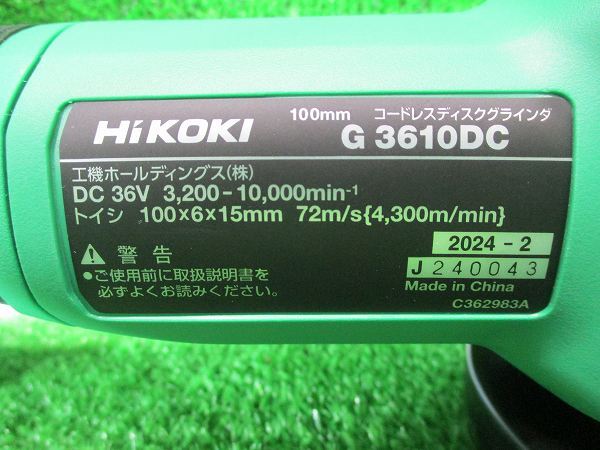 100mm コードレスディスクグラインダ
HiKOKI G 3610DC
工機ホールディングス(株)
DC 36V 3,200-10,000min-1
トイシ 100×6×15mm 72m/s{4,300m/min}
警告
●ご使用前に取扱説明書を
必ずよくお読みください。
2024-2
J240043
Made in China
C362983A